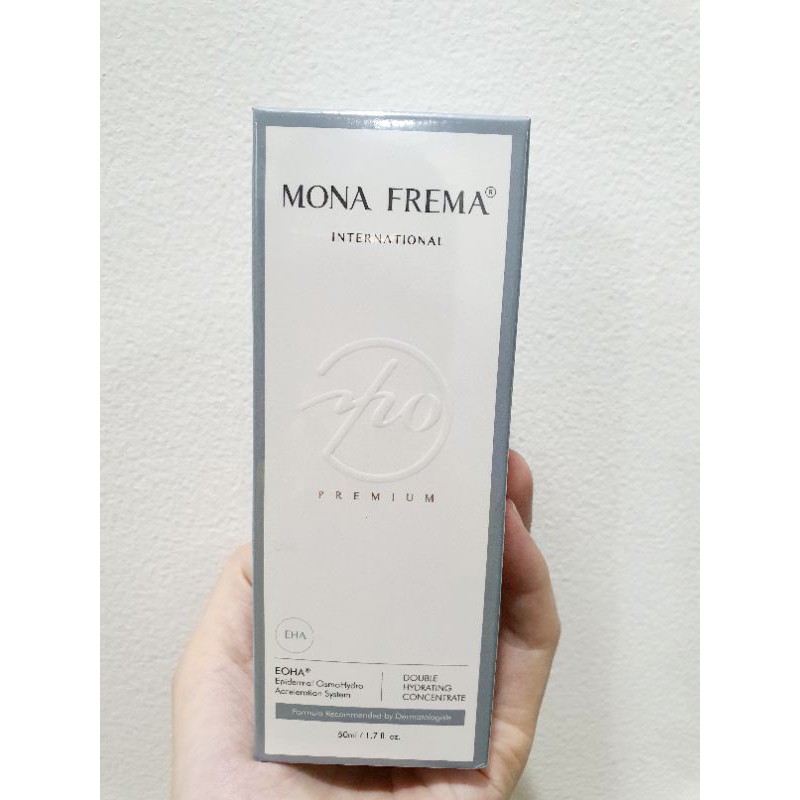 MONA FREMA®
INTERNATIONAL
PREMIUM
EHA
EOHA®
Epidermal OsmoHydro
Acceleration System
DOUBLE
HYDRATING
CONCENTRATE
Formula Recommended by Dermatologists
50ml / 1.7 fl. oz.